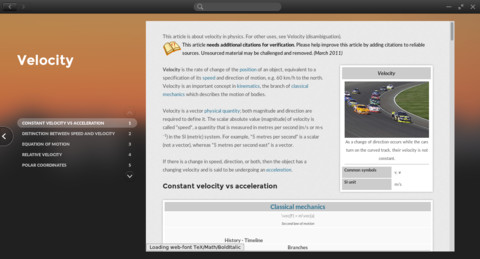 Velocity
CONSTANT VELOCITY VS ACCELERATION 1
DISTINCTION BETWEEN SPEED AND VELOCITY 2
EQUATION OF MOTION 3
RELATIVE VELOCITY 4
POLAR COORDINATES 5
This article is about velocity in physics. For other uses, see Velocity (disambiguation).
This article needs additional citations for verification. Please help improve this article by adding citations to reliable
sources. Unsourced material may be challenged and removed. (March 2011)
Velocity is the rate of change of the position of an object, equivalent to a
specification of its speed and direction of motion, e.g. 60 km/h to the north.
Velocity is an important concept in kinematics, the branch of classical
mechanics which describes the motion of bodies.
Velocity is a vector physical quantity; both magnitude and direction are
required to define it. The scalar absolute value (magnitude) of velocity is
called "speed", a quantity that is measured in metres per second (m/s or m·s
−1) in the SI (metric) system. For example, "5 metres per second" is a scalar
(not a vector), whereas "5 metres per second east" is a vector.
If there is a change in speed, direction, or both, then the object has a
changing velocity and is said to be undergoing an acceleration.
Velocity
As a change of direction occurs while the cars
turn on the curved track, their velocity is not
constant.
Common symbols v, v
SI unit m/s
Constant velocity vs acceleration
Classical mechanics
History · Timeline
Branches
Loading web-font TeX/Math/BoldItalic